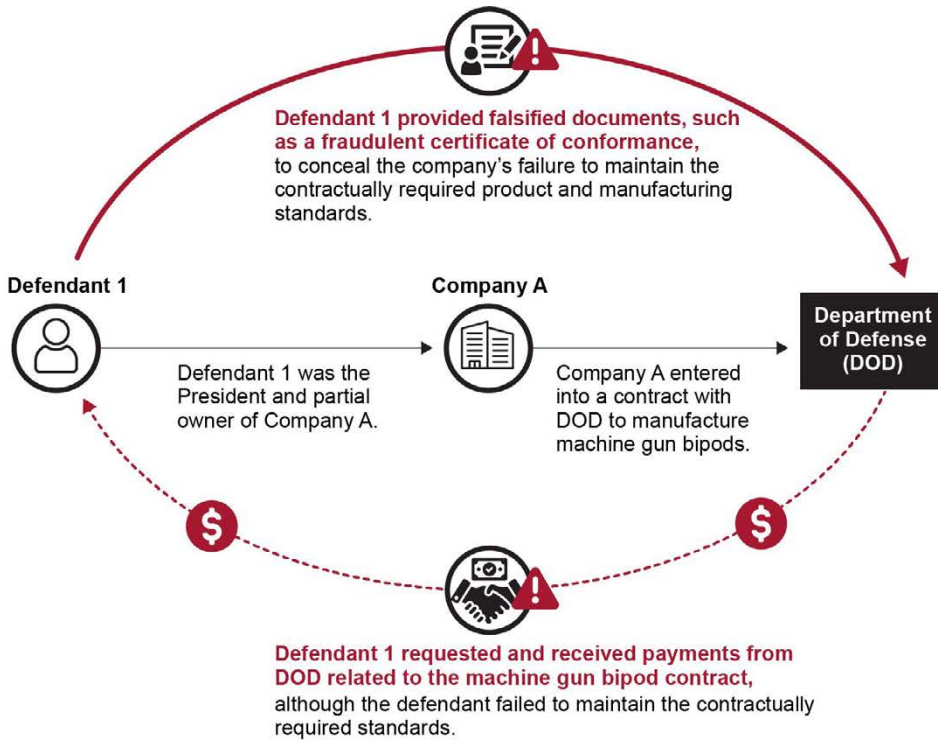 Defendant 1 provided falsified documents, such
as a fraudulent certificate of conformance,
to conceal the company's failure to maintain the
contractually required product and manufacturing
standards.
Defendant 1
Company A
Department
of Defense
(DOD)
Defendant 1 was the
President and partial
owner of Company A.
Company A entered
into a contract with
DOD to manufacture
machine gun bipods.
$
$
Defendant 1 requested and received payments from
DOD related to the machine gun bipod contract,
although the defendant failed to maintain the contractually
required standards.